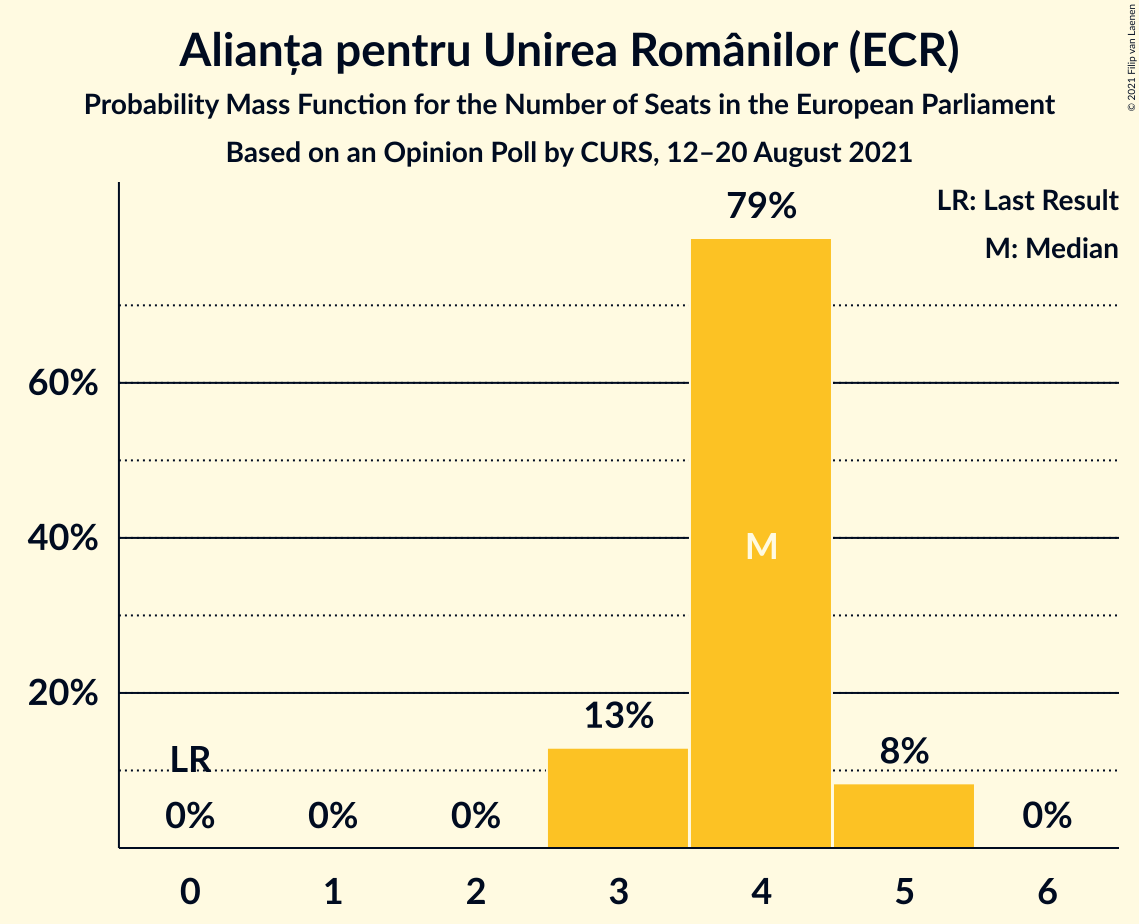 Alianța pentru Unirea Românilor (ECR)
Probability Mass Function for the Number of Seats in the European Parliament
Based on an Opinion Poll by CURS, 12–20 August 2021
© 2021 Filip van Laenen
LR: Last Result
M: Median
79%
60%
40%
M
20%
13%
8%
LR
0%
0%
0%
0%
0
1
2
3
4
5
6